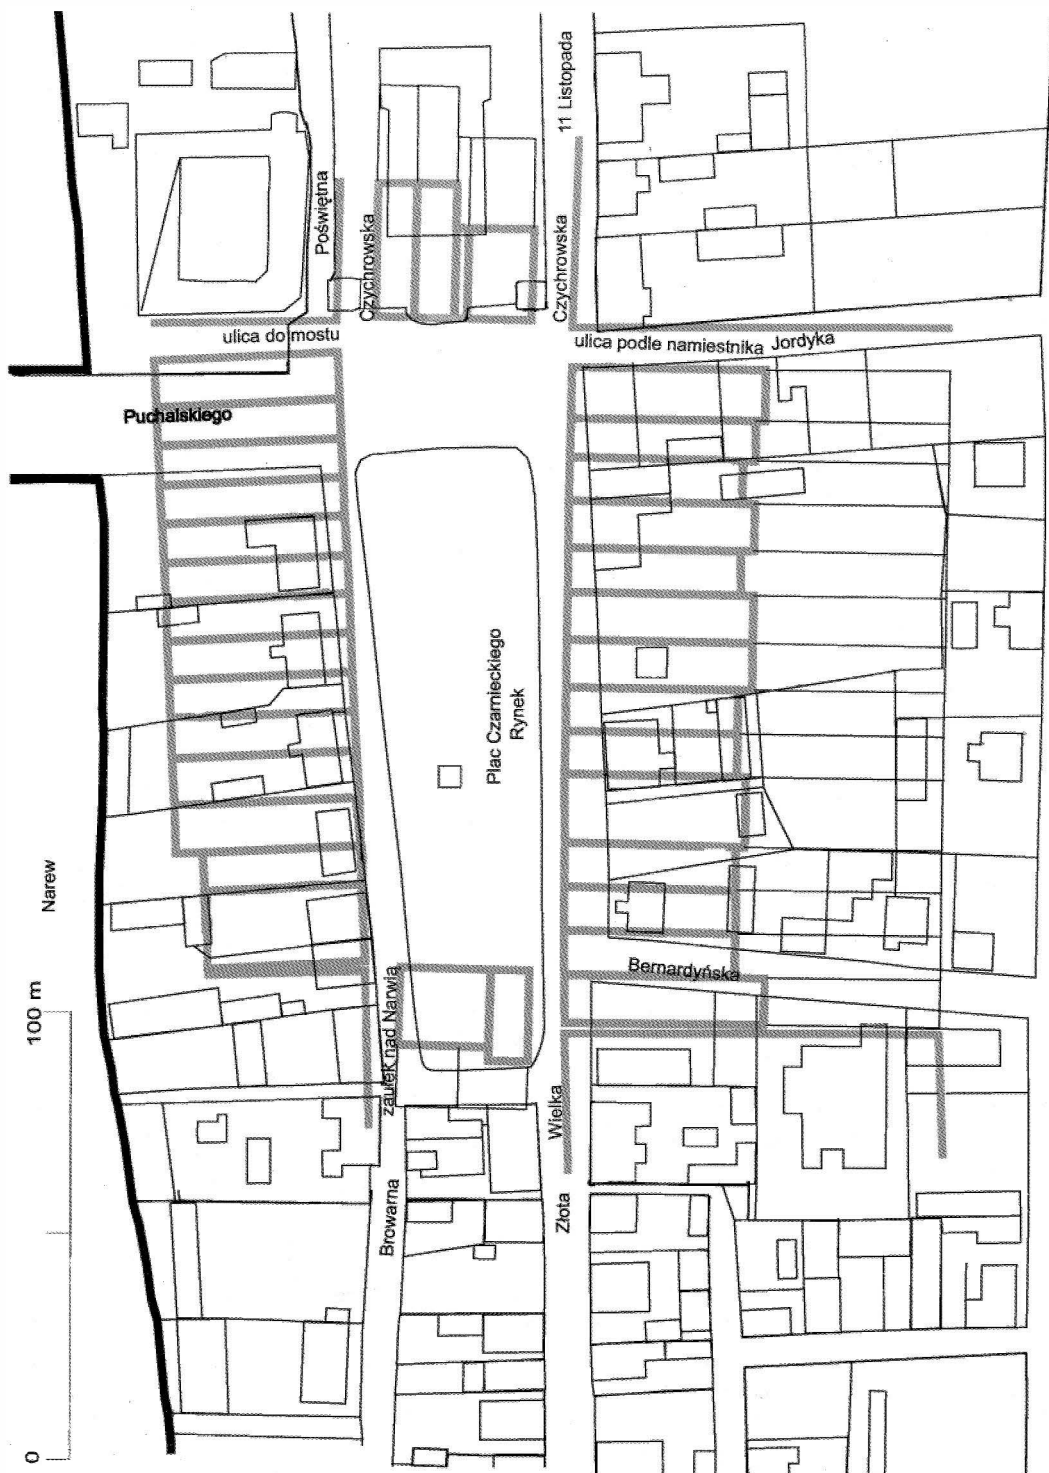 11 Listopada
Poświętna
Czychrowska
Czychrowska
ulica do mostu
ulica podle namiestnika Jordyka
Puchalskiego
Plac Czarnieckiego
Rynek
Narew
100 m
Bernardyńska
zaułek nad Narwią
Wielka
Browarna
Złota
0